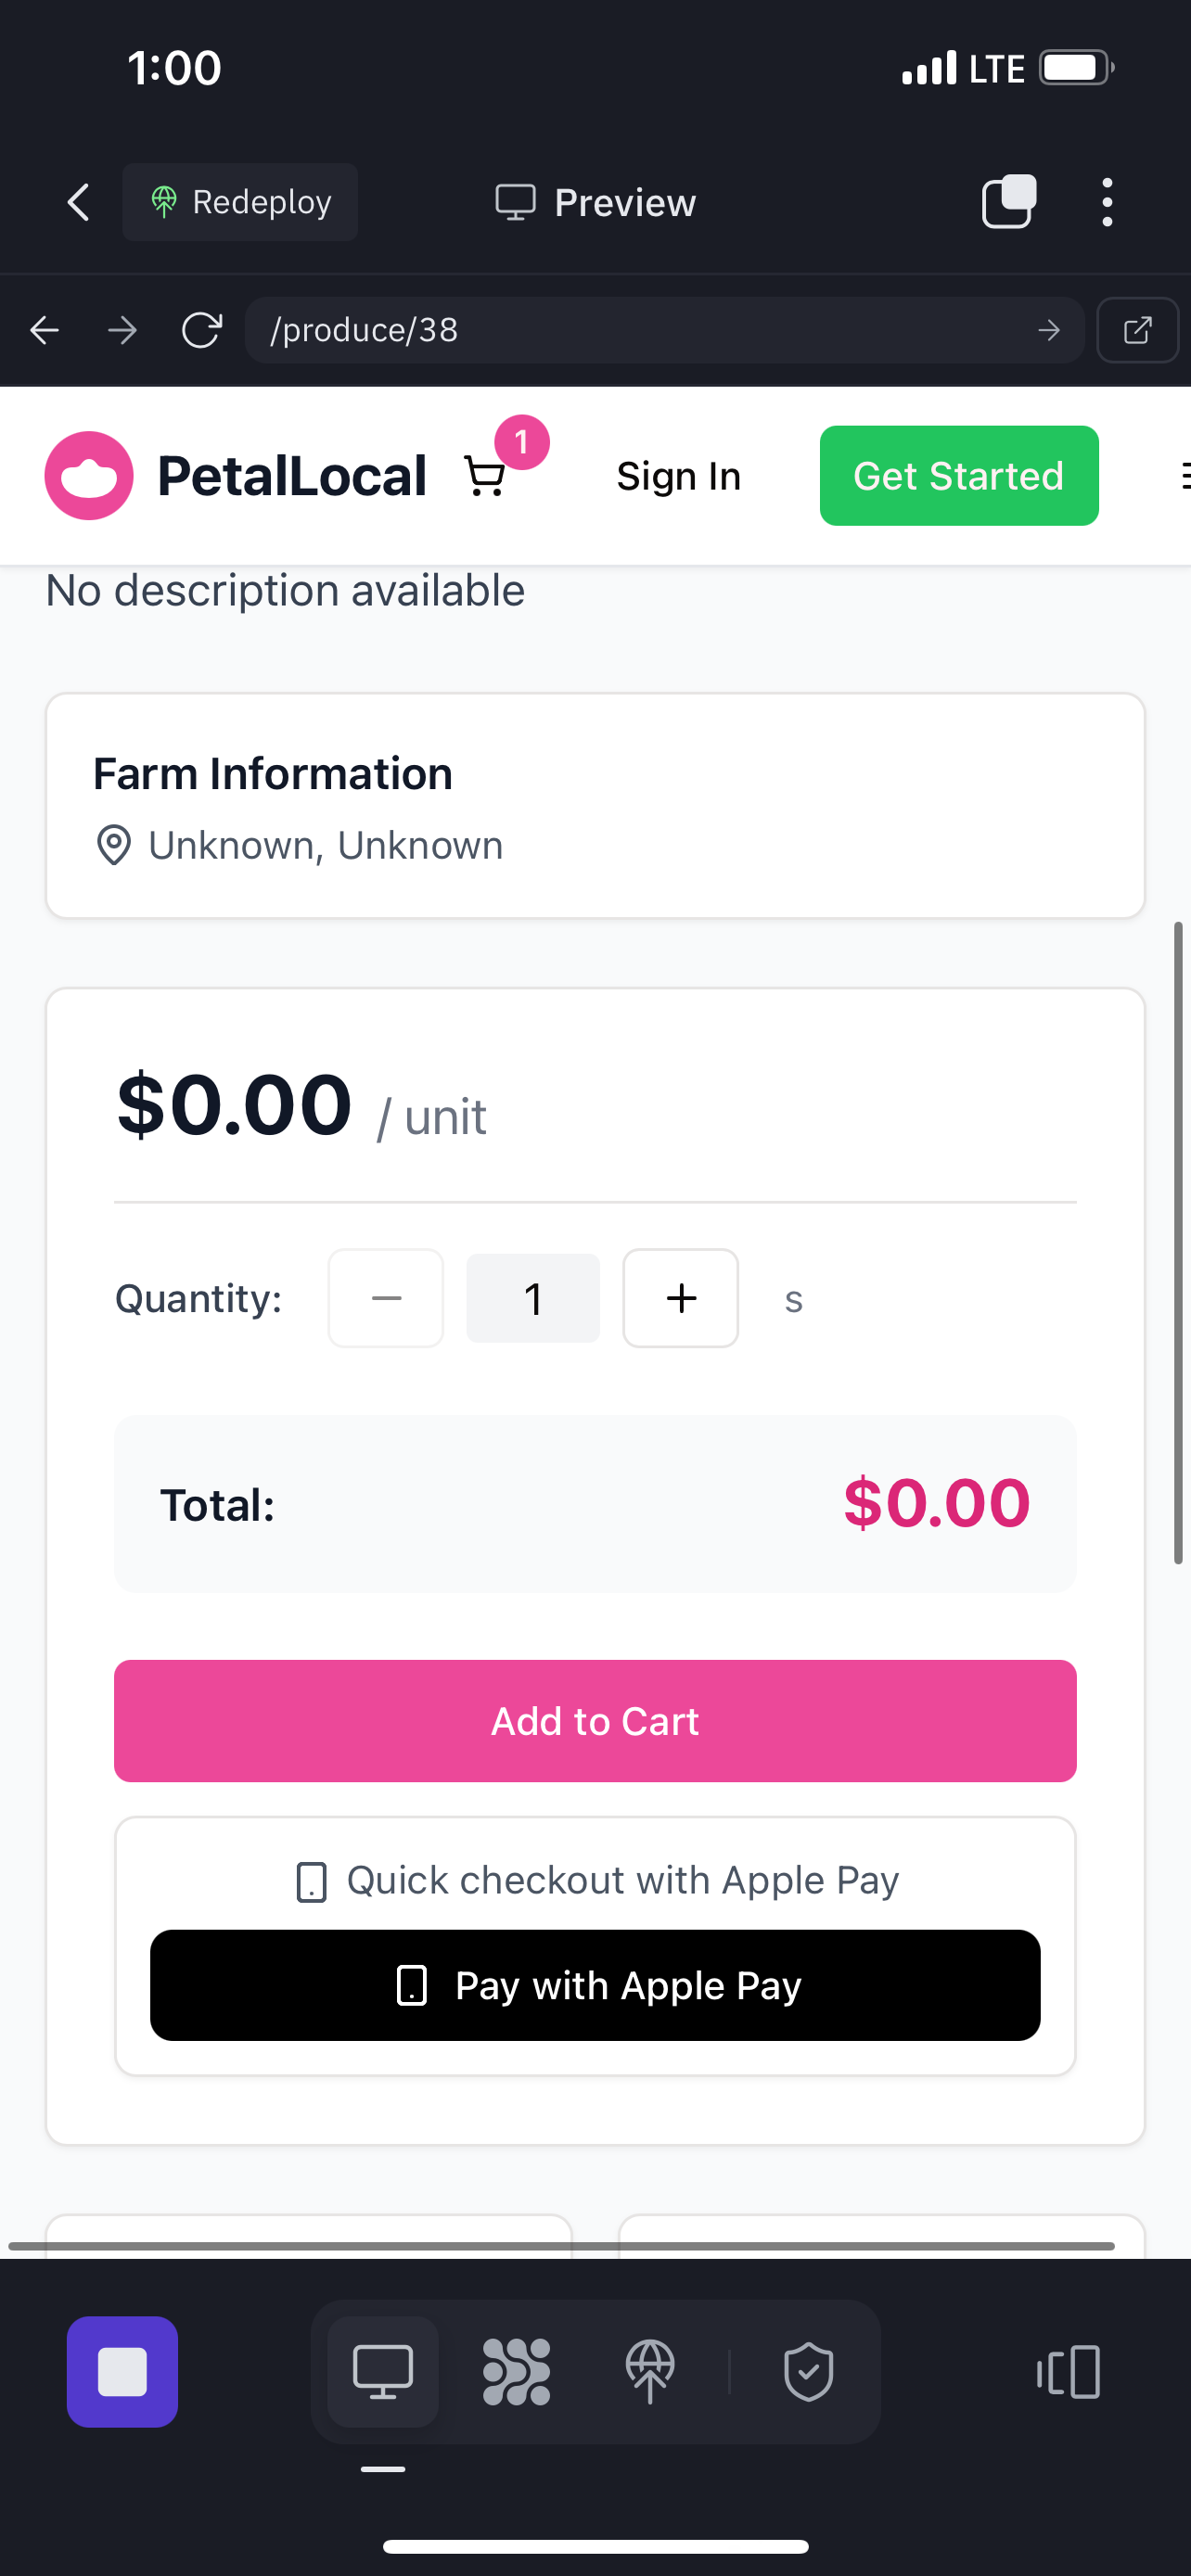 1:00 LTE
Redeploy Preview
/produce/38
PetalLocal 1 Sign In Get Started
No description available
Farm Information
Unknown, Unknown
$0.00 / unit
Quantity: 1 s
Total: $0.00
Add to Cart
Quick checkout with Apple Pay
Pay with Apple Pay